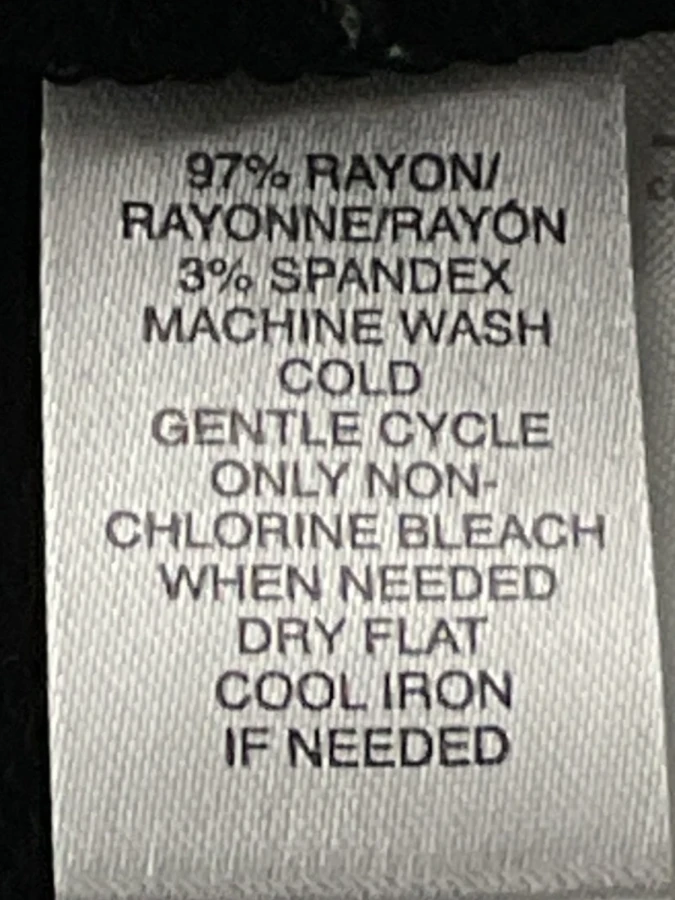 97% RAYON/
RAYONNE/RAYÓN
3% SPANDEX
MACHINE WASH
COLD
GENTLE CYCLE
ONLY NON-
CHLORINE BLEACH
WHEN NEEDED
DRY FLAT
COOL IRON
IF NEEDED